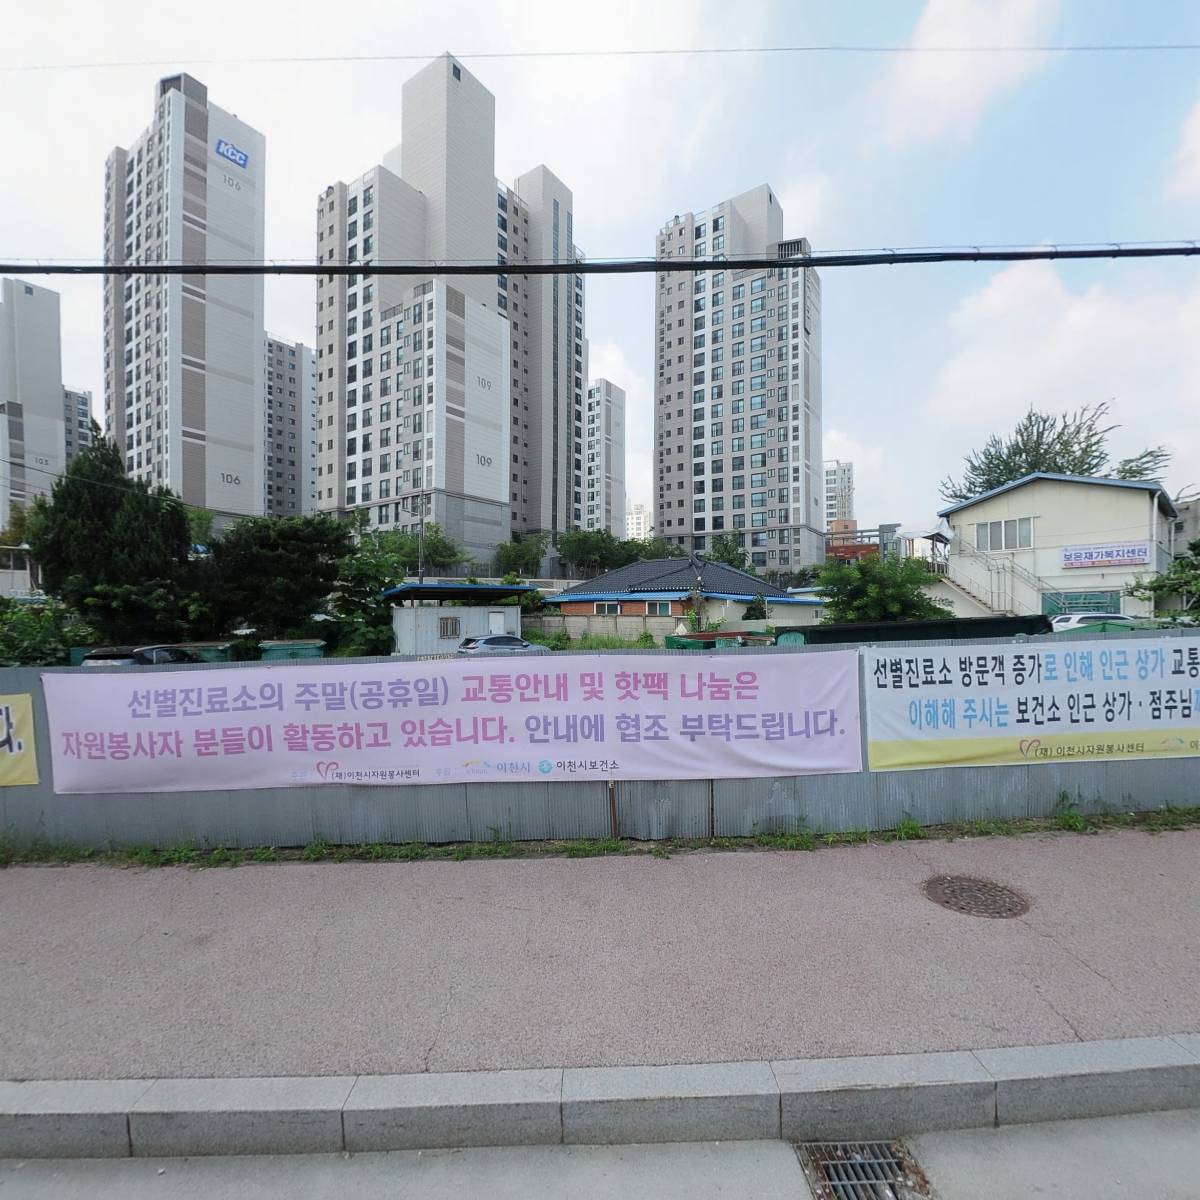 KCC
106
106
109
109
103
보은재가복지센터
다.
선별진료소의 주말(공휴일) 교통안내 및 핫팩 나눔은
자원봉사자 분들이 활동하고 있습니다. 안내에 협조 부탁드립니다.
주관 : (재)이천시자원봉사센터 후원 : 이천시 이천시보건소
선별진료소 방문객 증가로 인해 인근 상가 교통
이해해 주시는 보건소 인근 상가·점주님
(재)이천시자원봉사센터